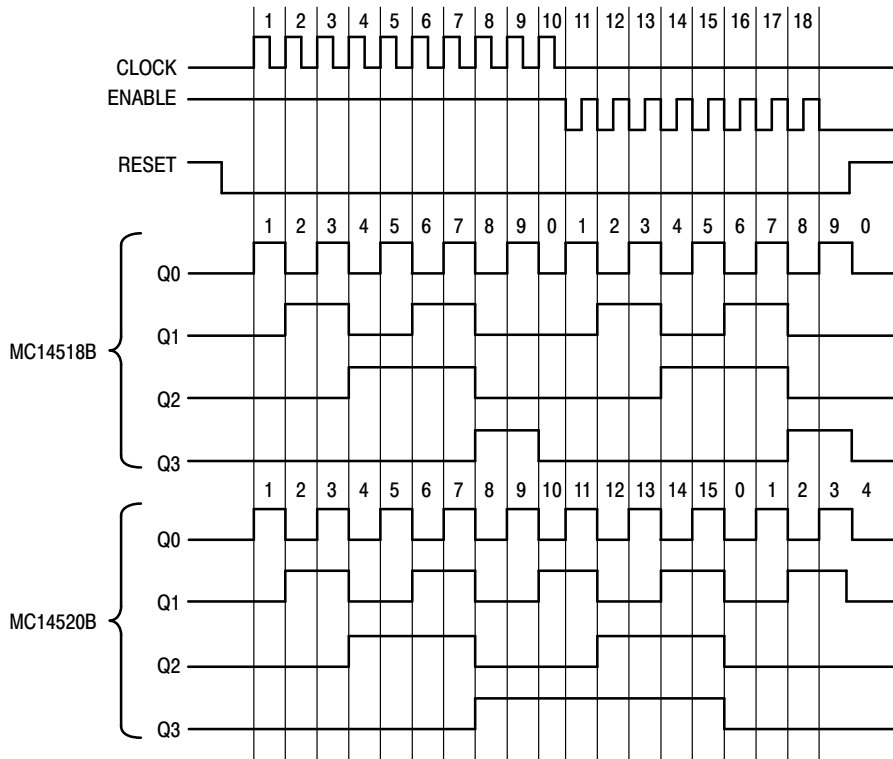 1 2 3 4 5 6 7 8 9 10 11 12 13 14 15 16 17 18
CLOCK
ENABLE
RESET
1 2 3 4 5 6 7 8 9 0 1 2 3 4 5 6 7 8 9 0
Q0
Q1
MC14518B
Q2
Q3
1 2 3 4 5 6 7 8 9 10 11 12 13 14 15 0 1 2 3 4
Q0
Q1
MC14520B
Q2
Q3